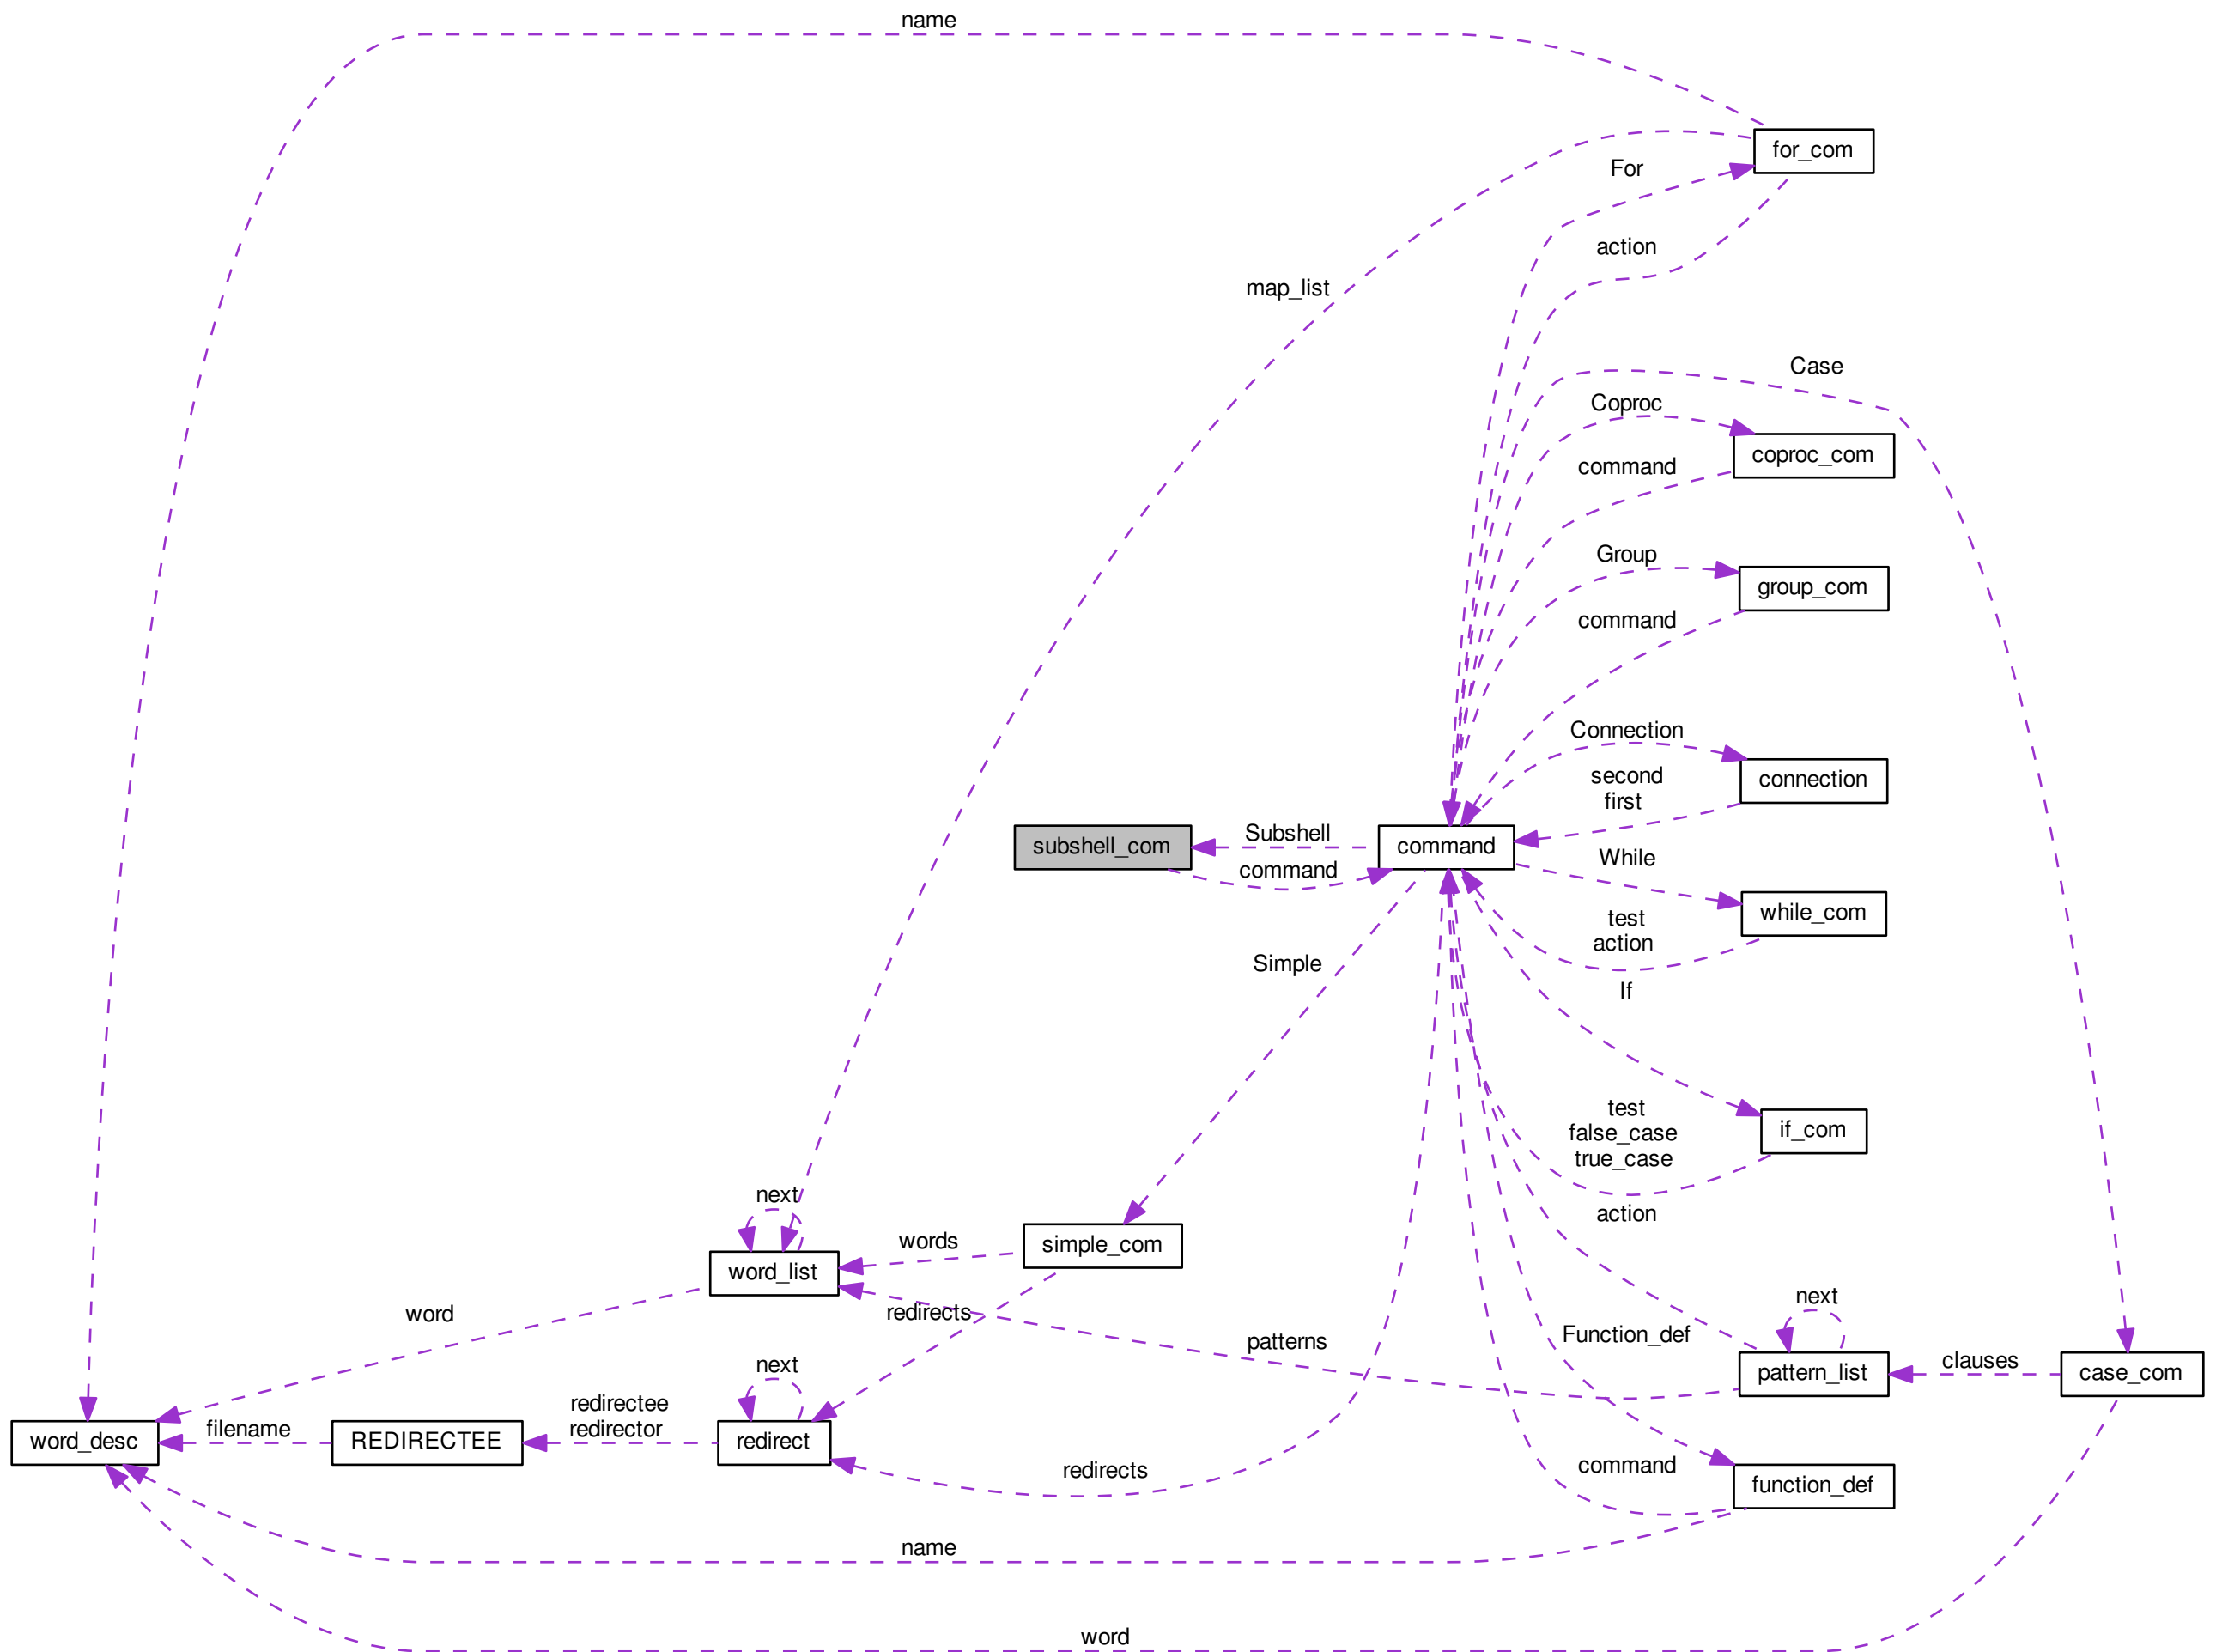 name
for_com
For
action
map_list
Case
Coproc
coproc_com
command
Group
group_com
command
Connection
connection
second
first
subshell_com
Subshell
command
command
While
while_com
test
action
Simple
If
if_com
test
false_case
true_case
next
action
words
simple_com
word_list
next
redirects
word
Function_def
patterns
next
pattern_list
clauses
case_com
redirectee
redirector
word_desc
filename
REDIRECTEE
redirect
redirects
command
function_def
name
word